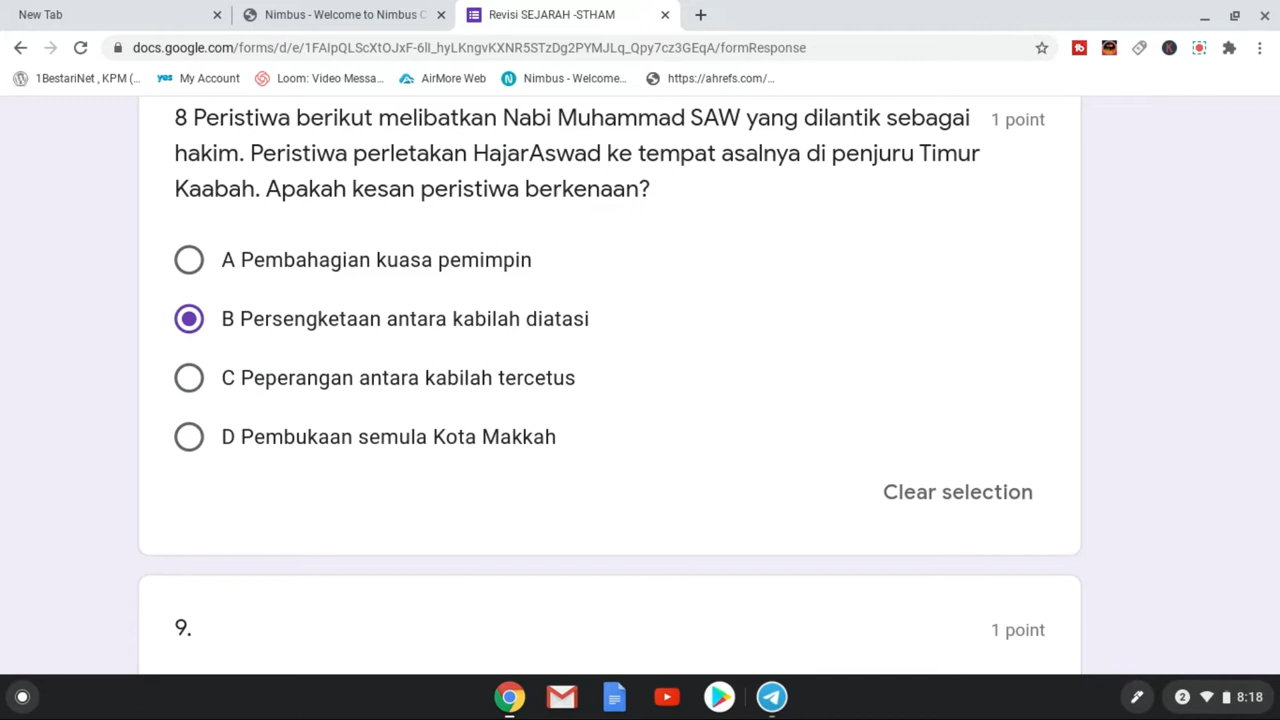 New Tab
Nimbus - Welcome to Nimbus C
Revisi SEJARAH -STHAM
docs.google.com/forms/d/e/1FAIpQLScXtOJxF-6ll_hyLKngvKXNR5STzDg2PYMJLq_Qpy7cz3GEqA/formResponse
1BestariNet , KPM (...
yes My Account
Loom: Video Messa...
AirMore Web
Nimbus - Welcome...
https://ahrefs.com/...
8 Peristiwa berikut melibatkan Nabi Muhammad SAW yang dilantik sebagai 1 point
hakim. Peristiwa perletakan HajarAswad ke tempat asalnya di penjuru Timur
Kaabah. Apakah kesan peristiwa berkenaan?
A Pembahagian kuasa pemimpin
B Persengketaan antara kabilah diatasi
C Peperangan antara kabilah tercetus
D Pembukaan semula Kota Makkah
Clear selection
9. 1 point
2 8:18